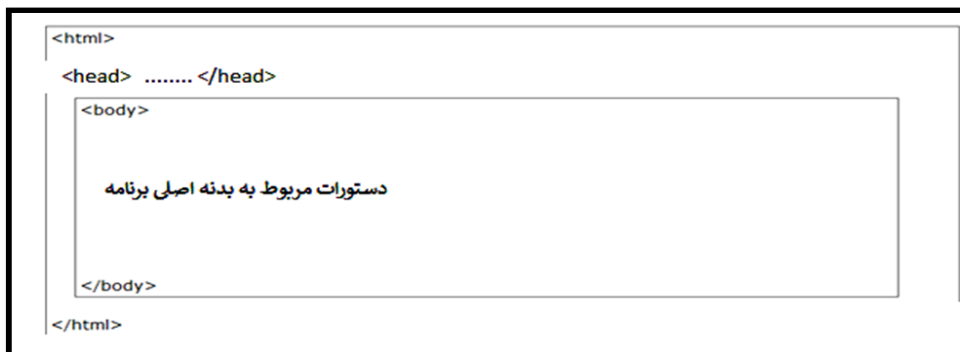 <html>
<head> ........ </head>
<body>
دستورات مربوط به بدنه اصلی برنامه
</body>
</html>